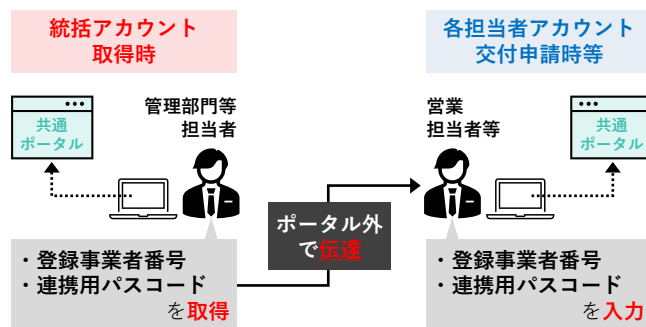 統括アカウント
取得時
共通
ポータル
管理部門等
担当者
・登録事業者番号
・連携用パスコード
を取得
ポータル外
で伝達
各担当者アカウント
交付申請時等
営業
担当者等
共通
ポータル
・登録事業者番号
・連携用パスコード
を入力